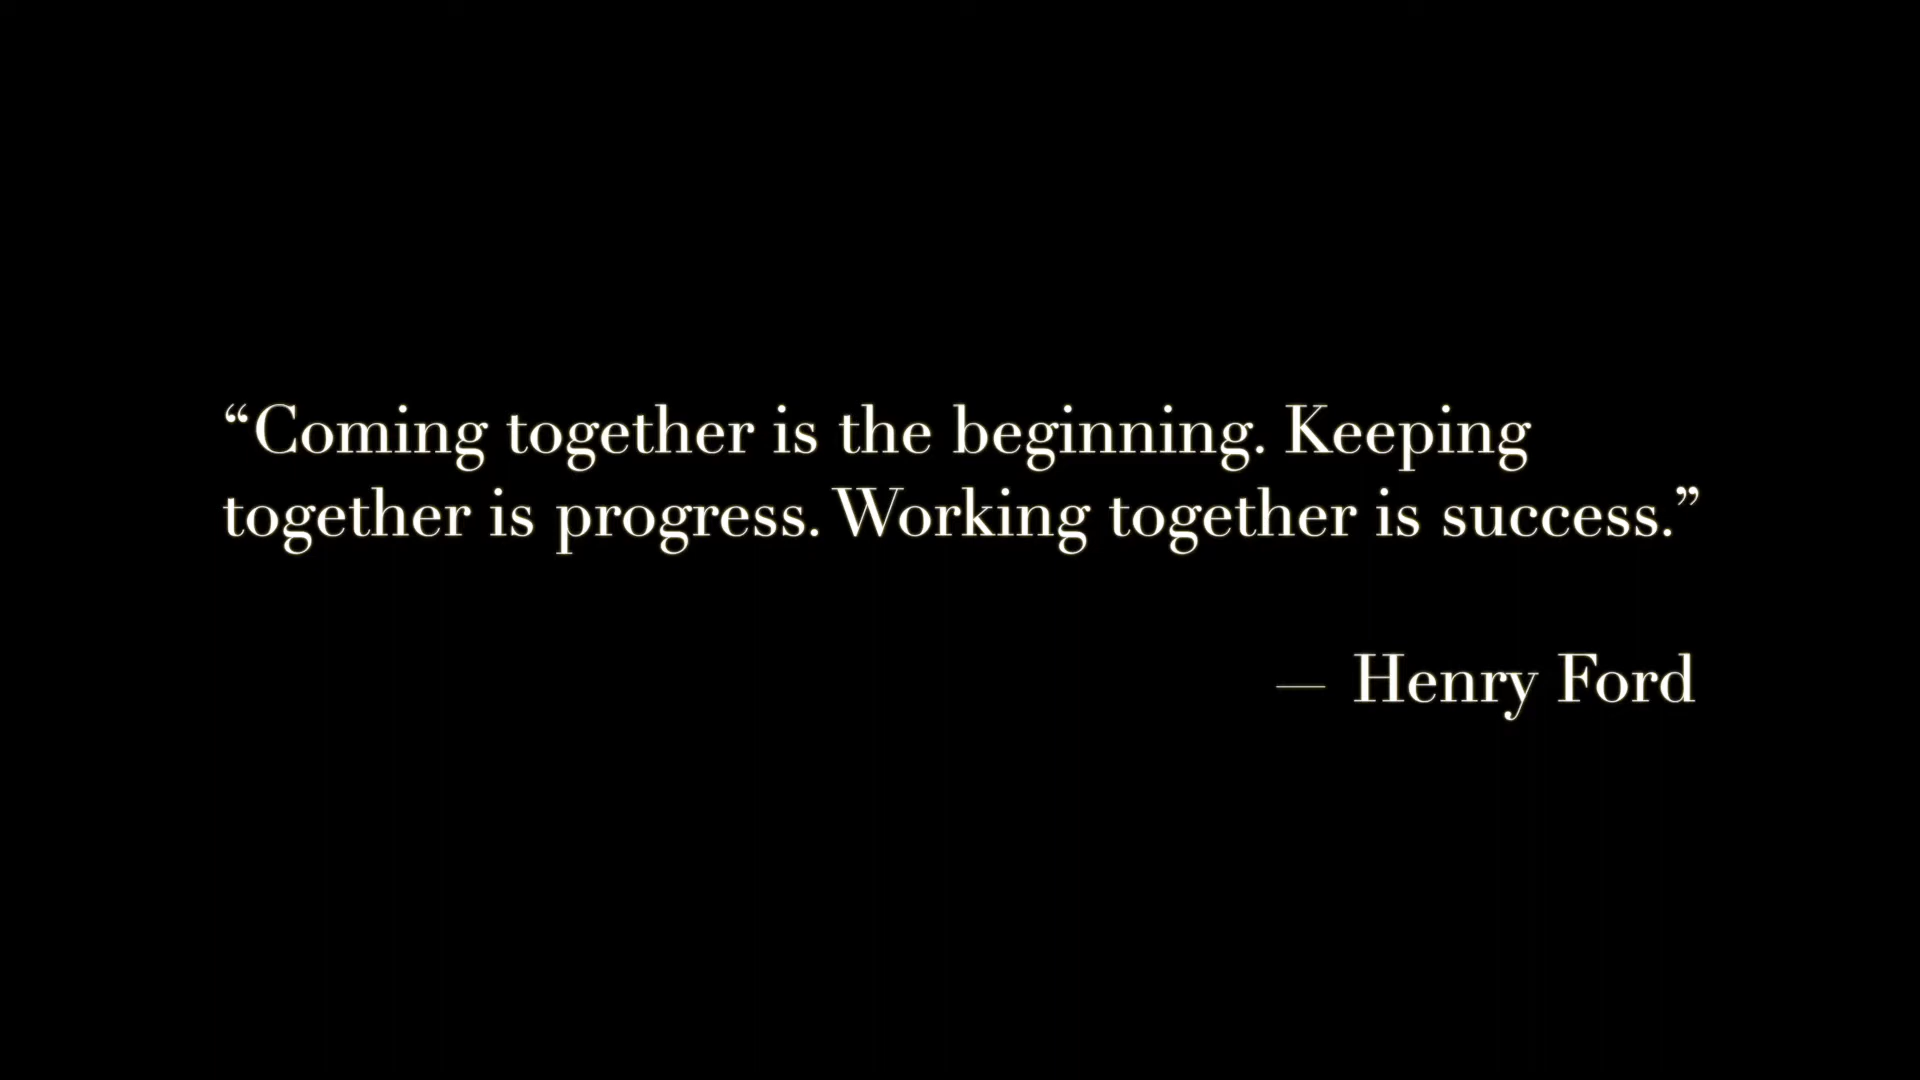 “Coming together is the beginning. Keeping
together is progress. Working together is success.”
— Henry Ford